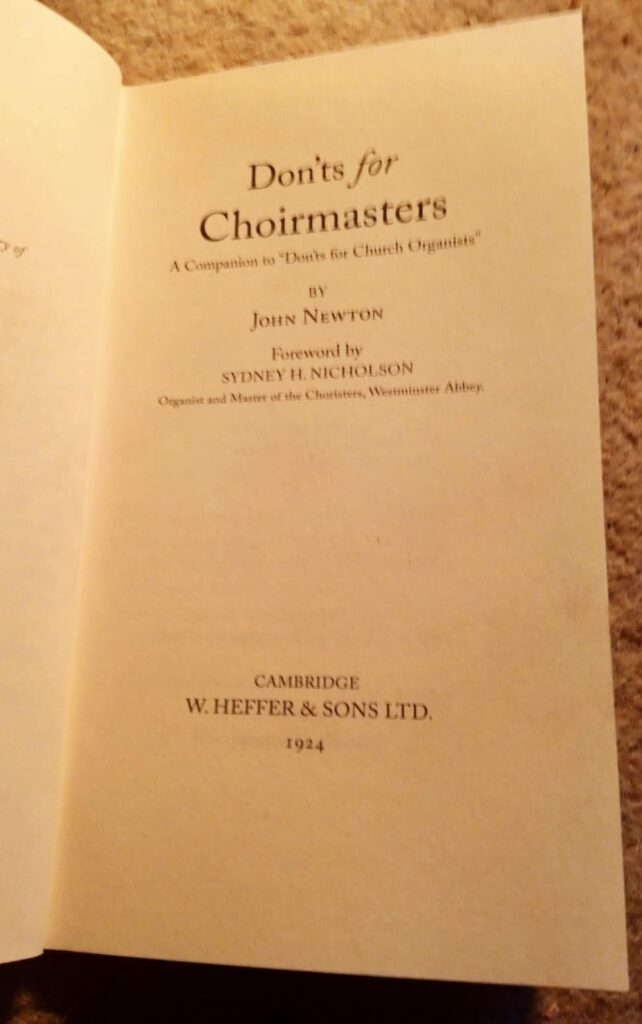 Don'ts for
Choirmasters
A Companion to "Don'ts for Church Organists"
BY
JOHN NEWTON
Foreword by
SYDNEY H. NICHOLSON
Organist and Master of the Choristers, Westminster Abbey.
CAMBRIDGE
W. HEFFER & SONS LTD.
1924
of